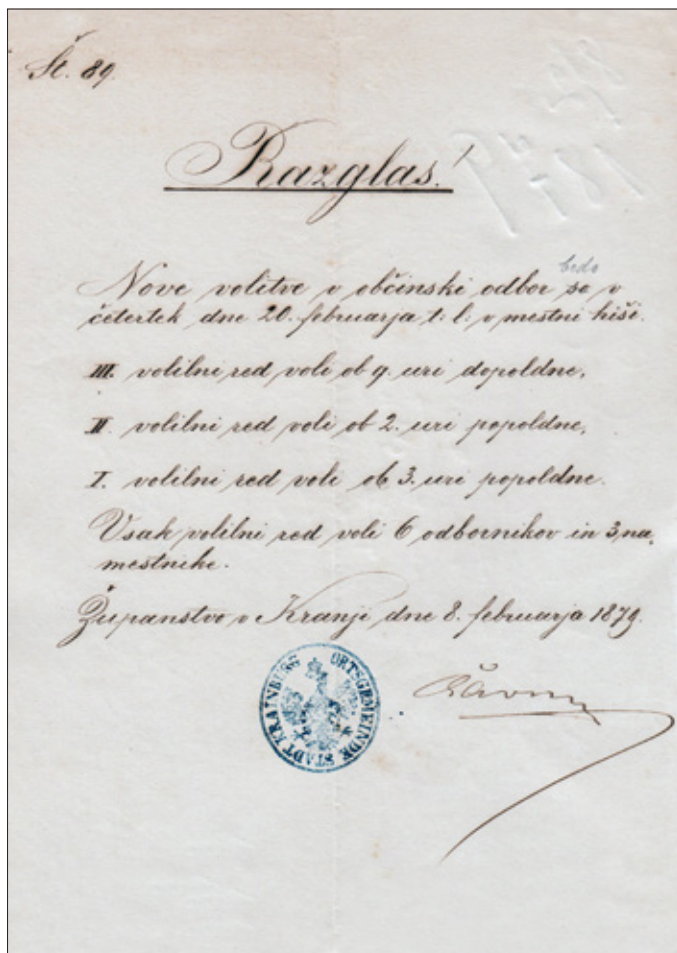 Št. 89.
Razglas!
bodo
Nove volitve v občinski odbor so v
četertek dne 20. februarja t. l. v mestni hiši.
III. volilni red voli ob 9. uri dopoldne,
II. volilni red voli ob 2. uri popoldne,
I. volilni red voli ob 3. uri popoldne.
Vsak volilni red voli 6 odbornikov in 3 na,
mestnike.
Županstvo v Kranji dne 8. februarja 1879.
ORTSGEMEINDE STADT KRAINBURG